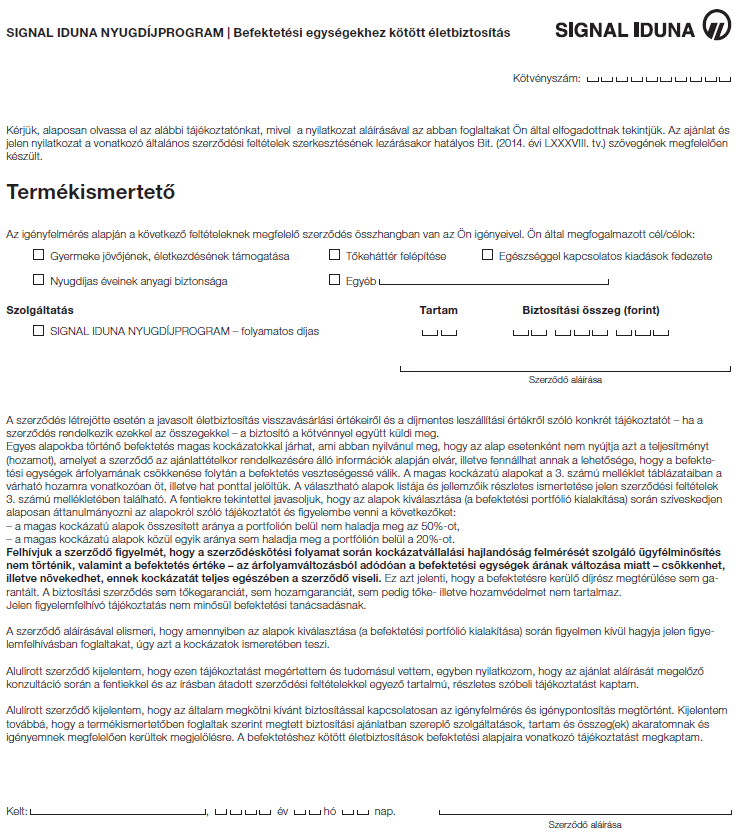 SIGNAL IDUNA NYUGDÍJPROGRAM | Befektetési egységekhez kötött életbiztosítás
SIGNAL IDUNA
Kötvényszám:
Kérjük, alaposan olvassa el az alábbi tájékoztatónkat, mivel a nyilatkozat aláírásával az abban foglaltakat Ön által elfogadottnak tekintjük. Az ajánlat és
jelen nyilatkozat a vonatkozó általános szerződési feltételek szerkesztésének lezárásakor hatályos Bit. (2014. évi LXXXVIII. tv.) szövegének megfelelően
készült.
Termékismertető
Az igényfelmérés alapján a következő feltételeknek megfelelő szerződés összhangban van az Ön igényeivel. Ön által megfogalmazott cél/célok:
Gyermeke jövőjének, életkezdésének támogatása
Tőkeháttér felépítése
Egészséggel kapcsolatos kiadások fedezete
Nyugdíjas éveinek anyagi biztonsága
Egyéb
Szolgáltatás
Tartam
Biztosítási összeg (forint)
SIGNAL IDUNA NYUGDÍJPROGRAM – folyamatos díjas
Szerződő aláírása
A szerződés létrejötte esetén a javasolt életbiztosítás visszavásárlási értékeiről és a díjmentes leszállítási értékről szóló konkrét tájékoztatót – ha a
szerződés rendelkezik ezekkel az összegekkel – a biztosító a kötvénnyel együtt küldi meg.
Egyes alapokba történő befektetés magas kockázatokkal járhat, ami abban nyilvánul meg, hogy az alap esetenként nem nyújtja azt a teljesítményt
(hozamot), amelyet a szerződő az ajánlattételkor rendelkezésére álló információk alapján elvár, illetve fennállhat annak a lehetősége, hogy a befekte-
tési egységek árfolyamának csökkenése folytán a befektetés veszteségessé válik. A magas kockázatú alapokat a 3. számú melléklet táblázataiban a
várható hozamra vonatkozóan öt, illetve hat ponttal jelöltük. A választható alapok listája és jellemzőik részletes ismertetése jelen szerződési feltételek
3. számú mellékletében található. A fentiekre tekintettel javasoljuk, hogy az alapok kiválasztása (a befektetési portfólió kialakítása) során szíveskedjen
alaposan áttanulmányozni az alapokról szóló tájékoztatót és figyelembe venni a következőket:
– a magas kockázatú alapok összesített aránya a portfolión belül nem haladja meg az 50%-ot,
– a magas kockázatú alapok közül egyik aránya sem haladja meg a portfolión belül a 20%-ot.
Felhívjuk a szerződő figyelmét, hogy a szerződéskötési folyamat során kockázatvállalási hajlandóság felmérését szolgáló ügyfélminősítés
nem történik, valamint a befektetés értéke – az árfolyamváltozásból adódóan a befektetési egységek árának változása miatt – csökkenhet,
illetve növekedhet, ennek kockázatát teljes egészében a szerződő viseli. Ez azt jelenti, hogy a befektetésre kerülő díjrész megtérülése sem ga-
rantált. A biztosítási szerződés sem tőkegaranciát, sem hozamgaranciát, sem pedig tőke- illetve hozamvédelmet nem tartalmaz.
Jelen figyelemfelhívó tájékoztatás nem minősül befektetési tanácsadásnak.
A szerződő aláírásával elismeri, hogy amennyiben az alapok kiválasztása (a befektetési portfólió kialakítása) során figyelmen kívül hagyja jelen figye-
lemfelhívásban foglaltakat, úgy azt a kockázatok ismeretében teszi.
Alulírott szerződő kijelentem, hogy ezen tájékoztatást megértettem és tudomásul vettem, egyben nyilatkozom, hogy az ajánlat aláírását megelőző
konzultáció során a fentiekkel és az írásban átadott szerződési feltételekkel egyező tartalmú, részletes szóbeli tájékoztatást kaptam.
Alulírott szerződő kijelentem, hogy az általam megkötni kívánt biztosítással kapcsolatosan az igényfelmérés és igénypontosítás megtörtént. Kijelentem
továbbá, hogy a termékismertetőben foglaltak szerint megtett biztosítási ajánlatban szereplő szolgáltatások, tartam és összeg(ek) akaratomnak és
igényemnek megfelelően kerültek megjelölésre. A befektetéshez kötött életbiztosítások befektetési alapjaira vonatkozó tájékoztatást megkaptam.
Kelt: , év hó nap.
Szerződő aláírása